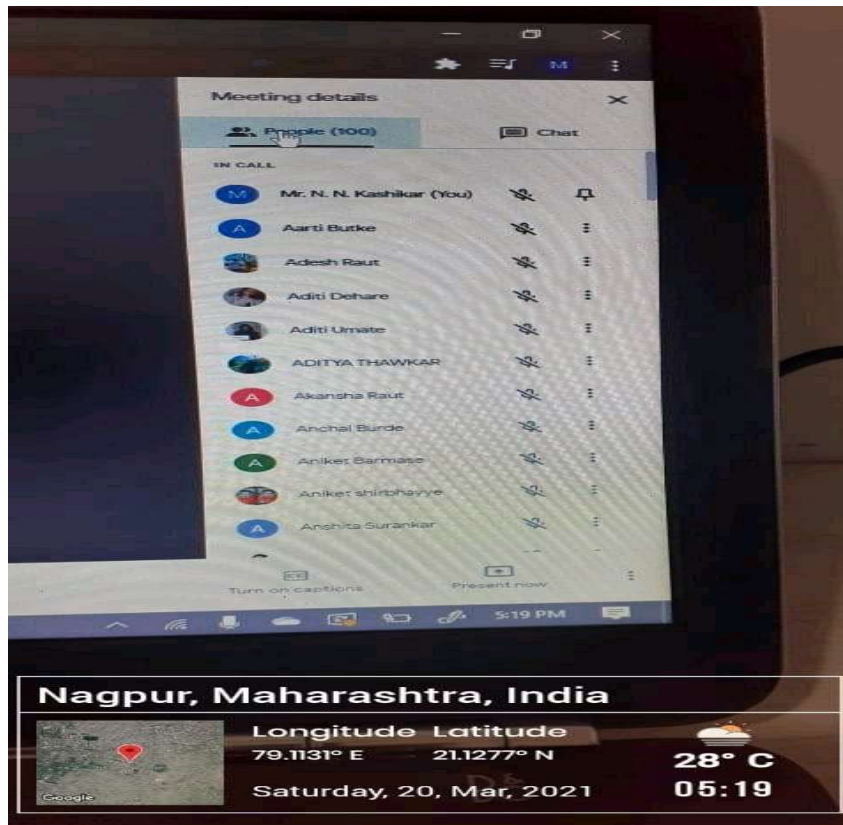 M
Meeting details
People (100)
Chat
IN CALL
M Mr. N. N. Kashikar (You)
A Aarti Butke
Adesh Raut
Aditi Dehare
Aditi Umate
ADITYA THAWKAR
A Akansha Raut
A Anchal Burde
A Aniket Barmase
Aniket shirbhayye
A Anshita Surankar
CC
Turn on captions
Present now
5:19 PM
Nagpur, Maharashtra, India
Longitude Latitude
79.1131° E 21.1277° N
28° C
Google
Saturday, 20, Mar, 2021
05:19